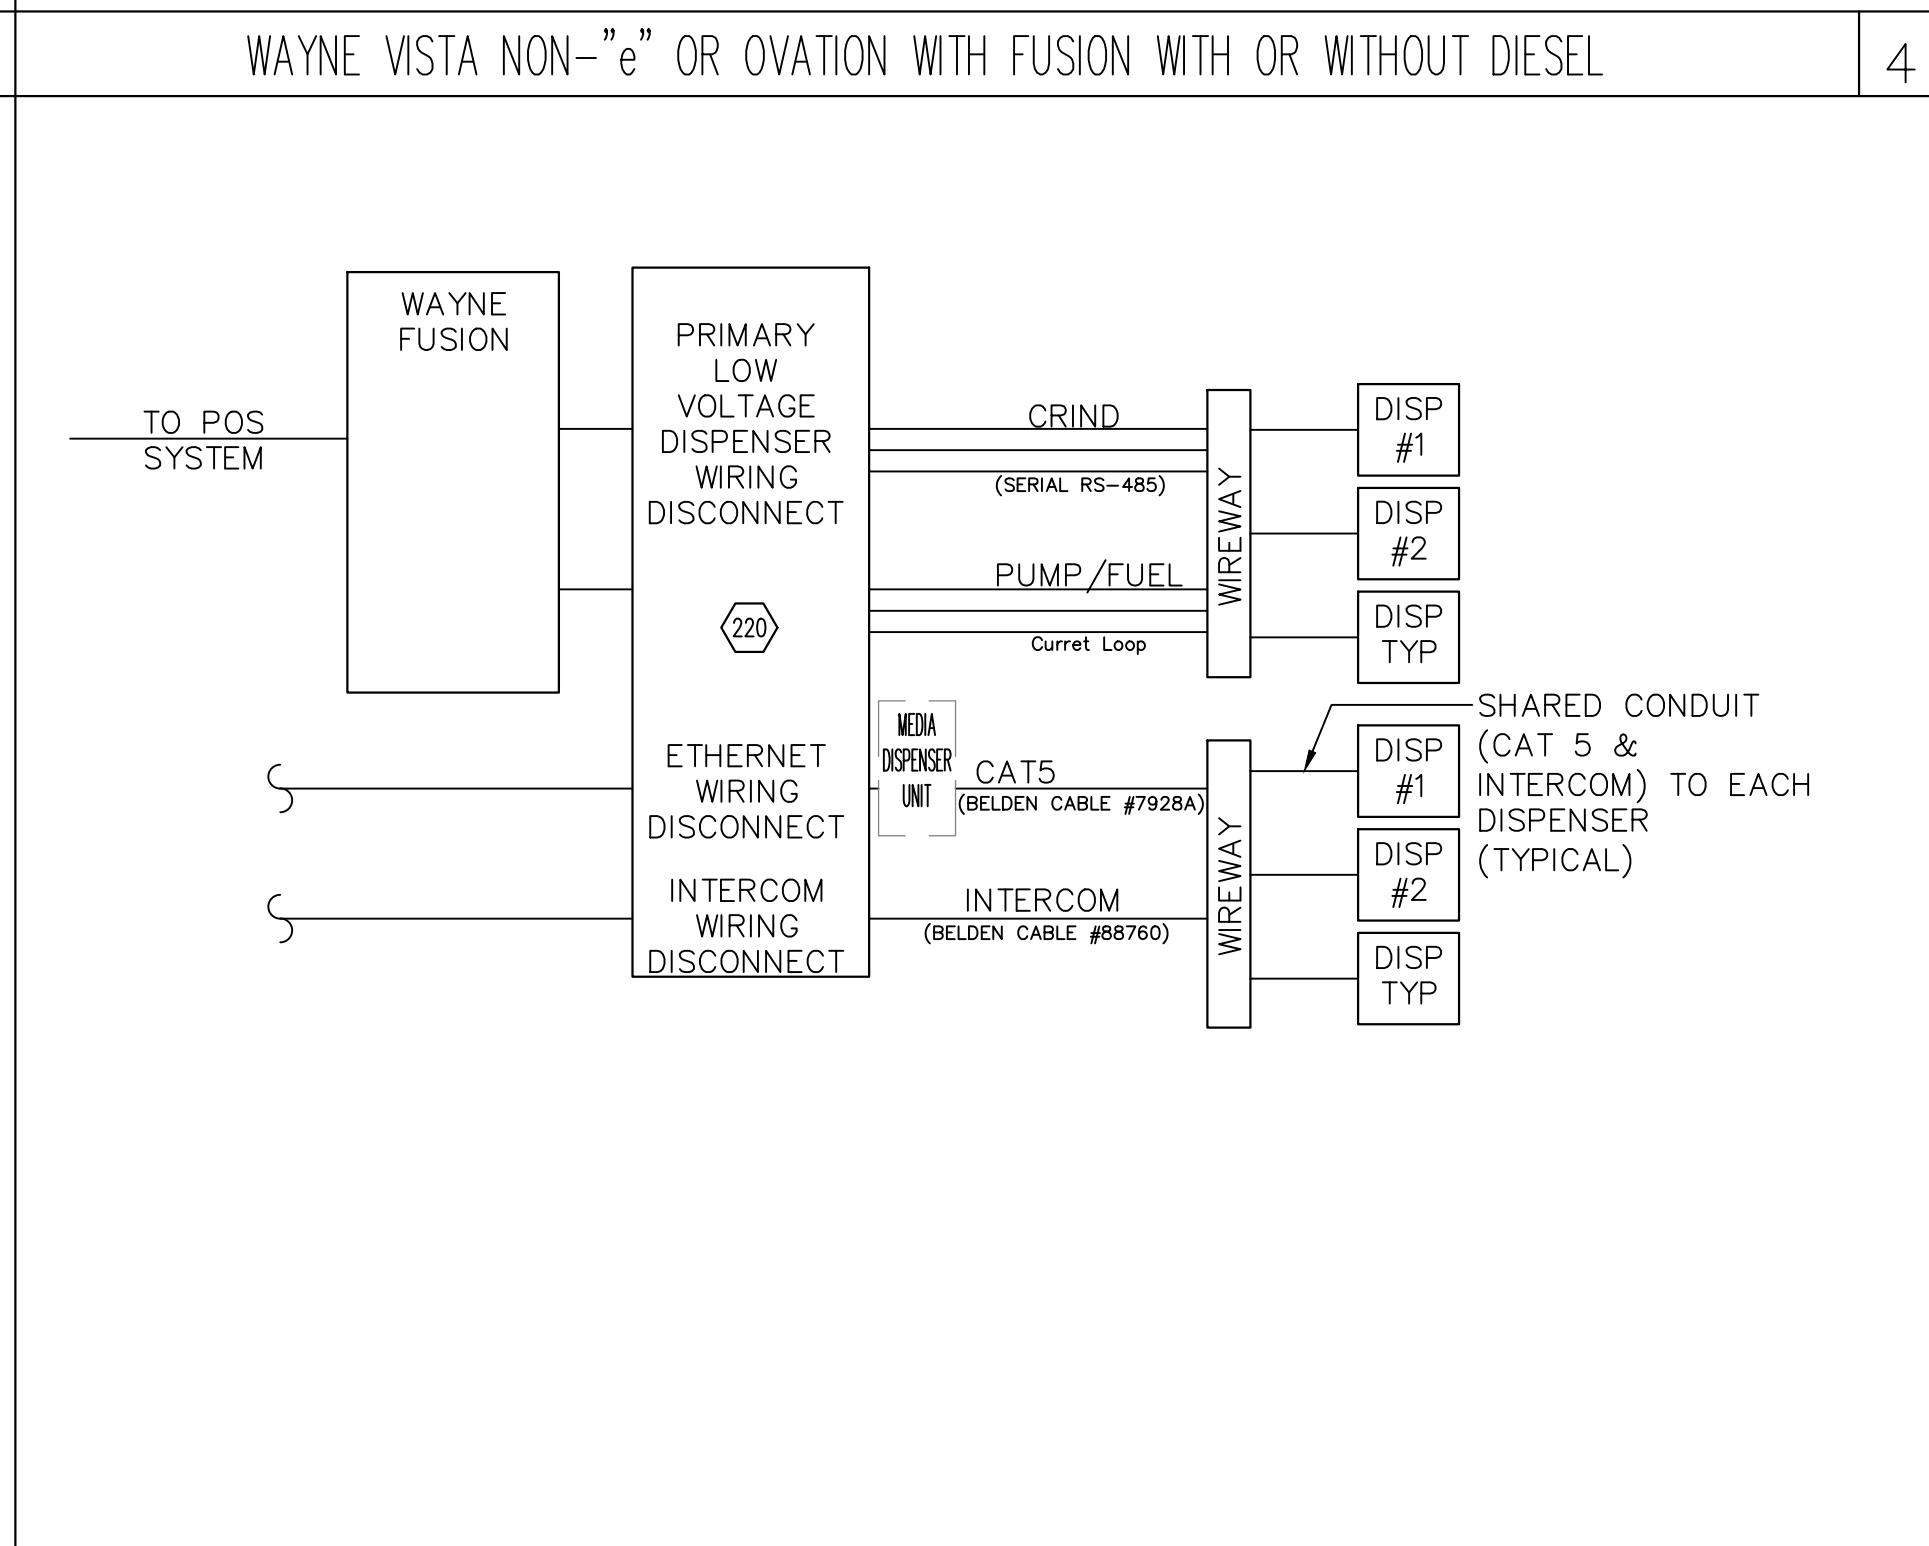 WAYNE VISTA NON-"e" OR OVATION WITH FUSION WITH OR WITHOUT DIESEL
4
WAYNE
FUSION
TO POS
SYSTEM
PRIMARY
LOW
VOLTAGE
DISPENSER
WIRING
DISCONNECT
220
ETHERNET
WIRING
DISCONNECT
INTERCOM
WIRING
DISCONNECT
CRIND
(SERIAL RS-485)
PUMP/FUEL
Curret Loop
MEDIA
DISPENSER
UNIT
CAT5
(BELDEN CABLE #7928A)
INTERCOM
(BELDEN CABLE #88760)
WIREWAY
WIREWAY
DISP
#1
DISP
#2
DISP
TYP
DISP
#1
DISP
#2
DISP
TYP
SHARED CONDUIT
(CAT 5 &
INTERCOM) TO EACH
DISPENSER
(TYPICAL)